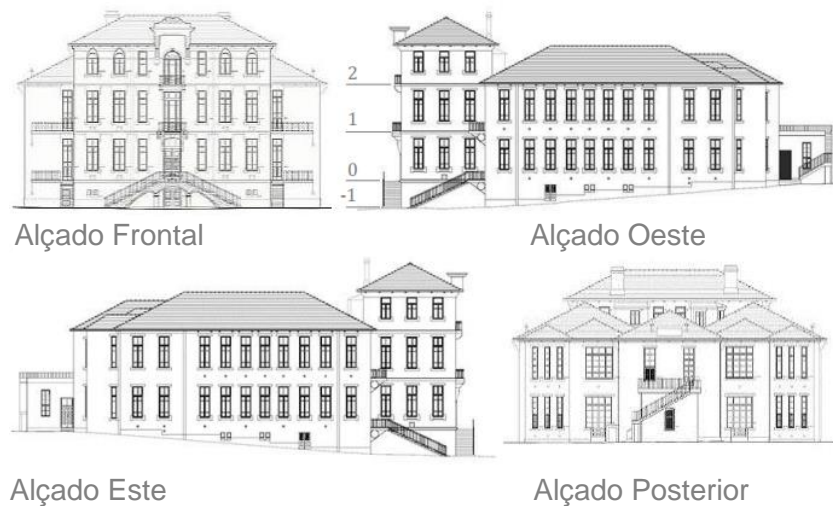 2
1
0
-1
Alçado Frontal
Alçado Oeste
Alçado Este
Alçado Posterior